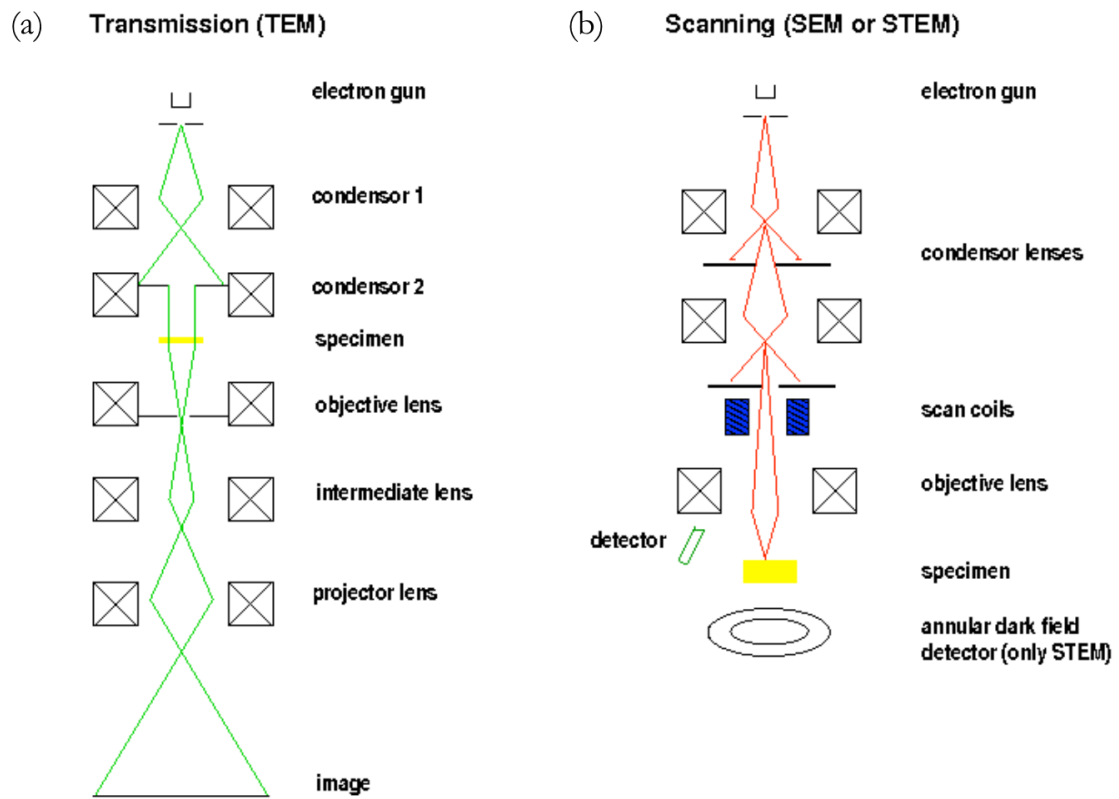 (a) Transmission (TEM)
electron gun
condensor 1
condensor 2
specimen
objective lens
intermediate lens
projector lens
image
(b) Scanning (SEM or STEM)
electron gun
condensor lenses
scan coils
objective lens
detector
specimen
annular dark field
detector (only STEM)